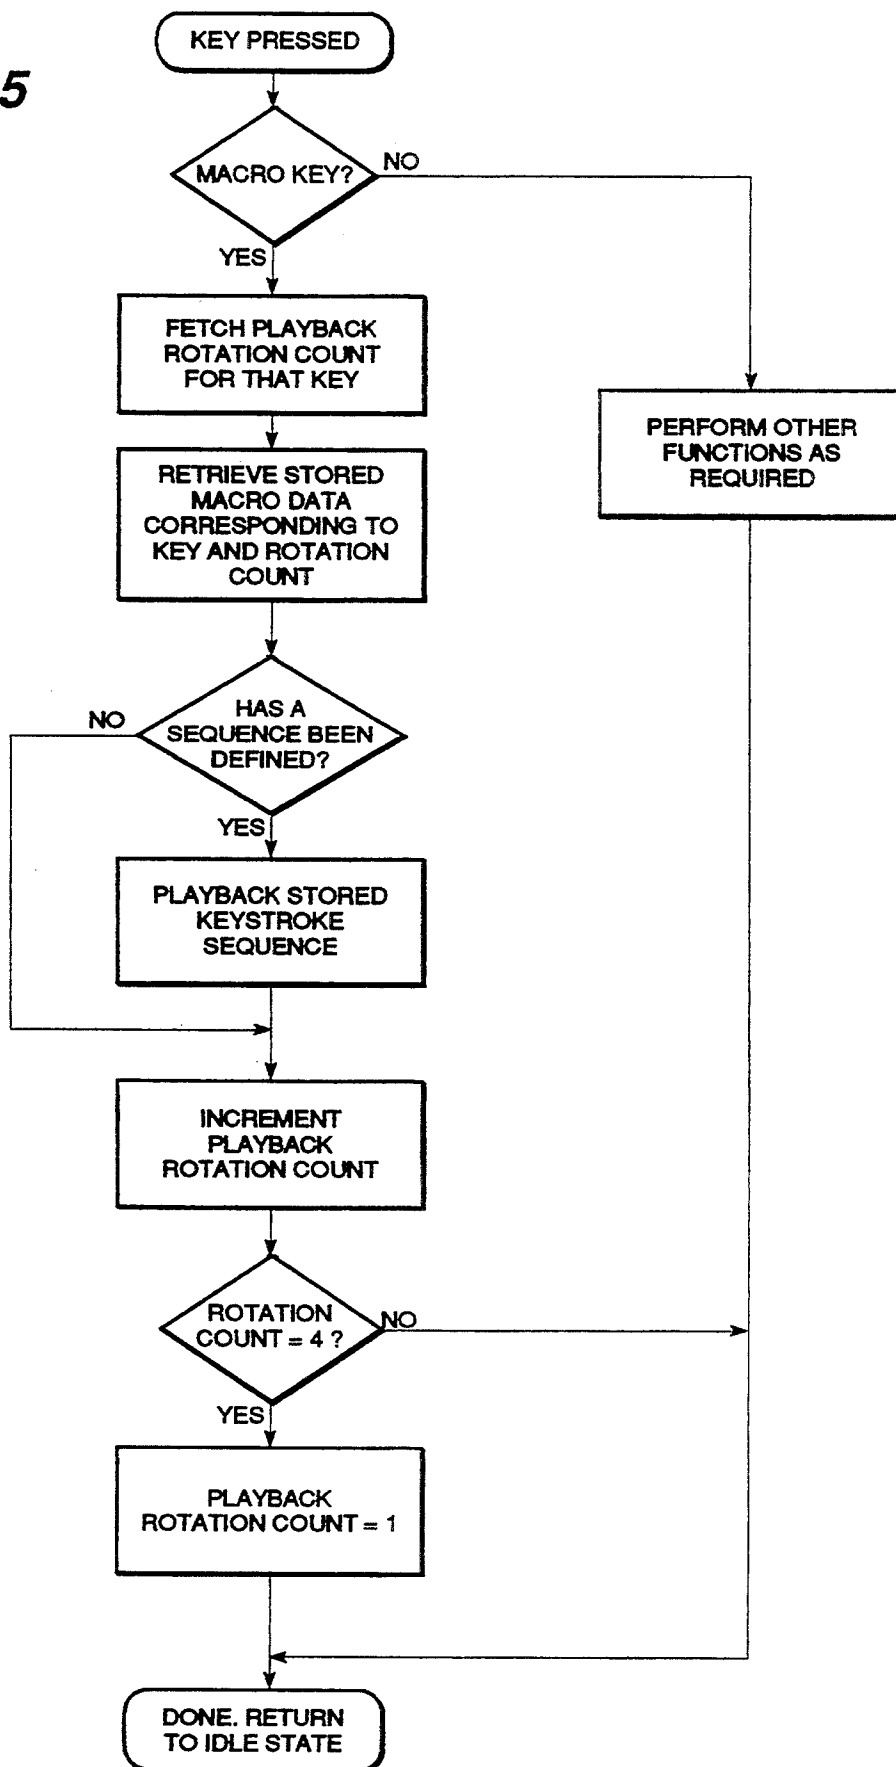 5
KEY PRESSED
MACRO KEY?
NO
YES
FETCH PLAYBACK
ROTATION COUNT
FOR THAT KEY
PERFORM OTHER
FUNCTIONS AS
REQUIRED
RETRIEVE STORED
MACRO DATA
CORRESPONDING TO
KEY AND ROTATION
COUNT
HAS A
SEQUENCE BEEN
DEFINED?
NO
YES
PLAYBACK STORED
KEYSTROKE
SEQUENCE
INCREMENT
PLAYBACK
ROTATION COUNT
ROTATION
COUNT = 4 ?
NO
YES
PLAYBACK
ROTATION COUNT = 1
DONE. RETURN
TO IDLE STATE